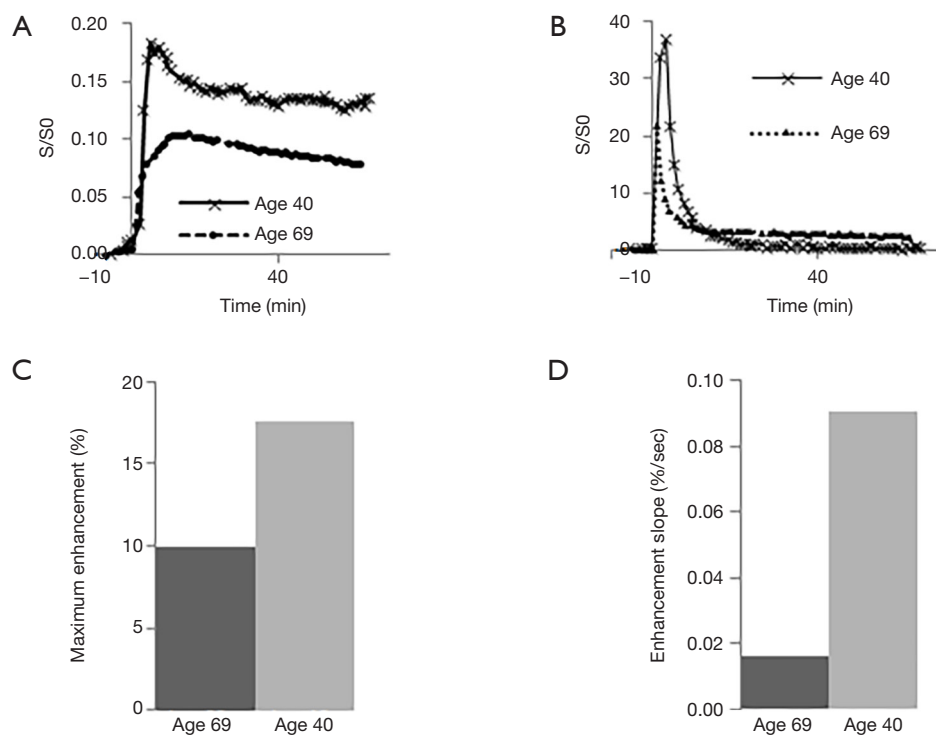 A
S/S0
0.20
0.15
0.10
0.05
0.00
Age 40
Age 69
−10
40
Time (min)
B
S/S0
40
30
20
10
0
Age 40
Age 69
−10
40
Time (min)
C
Maximum enhancement (%)
20
15
10
5
0
Age 69
Age 40
D
Enhancement slope (%/sec)
0.10
0.08
0.06
0.04
0.02
0.00
Age 69
Age 40